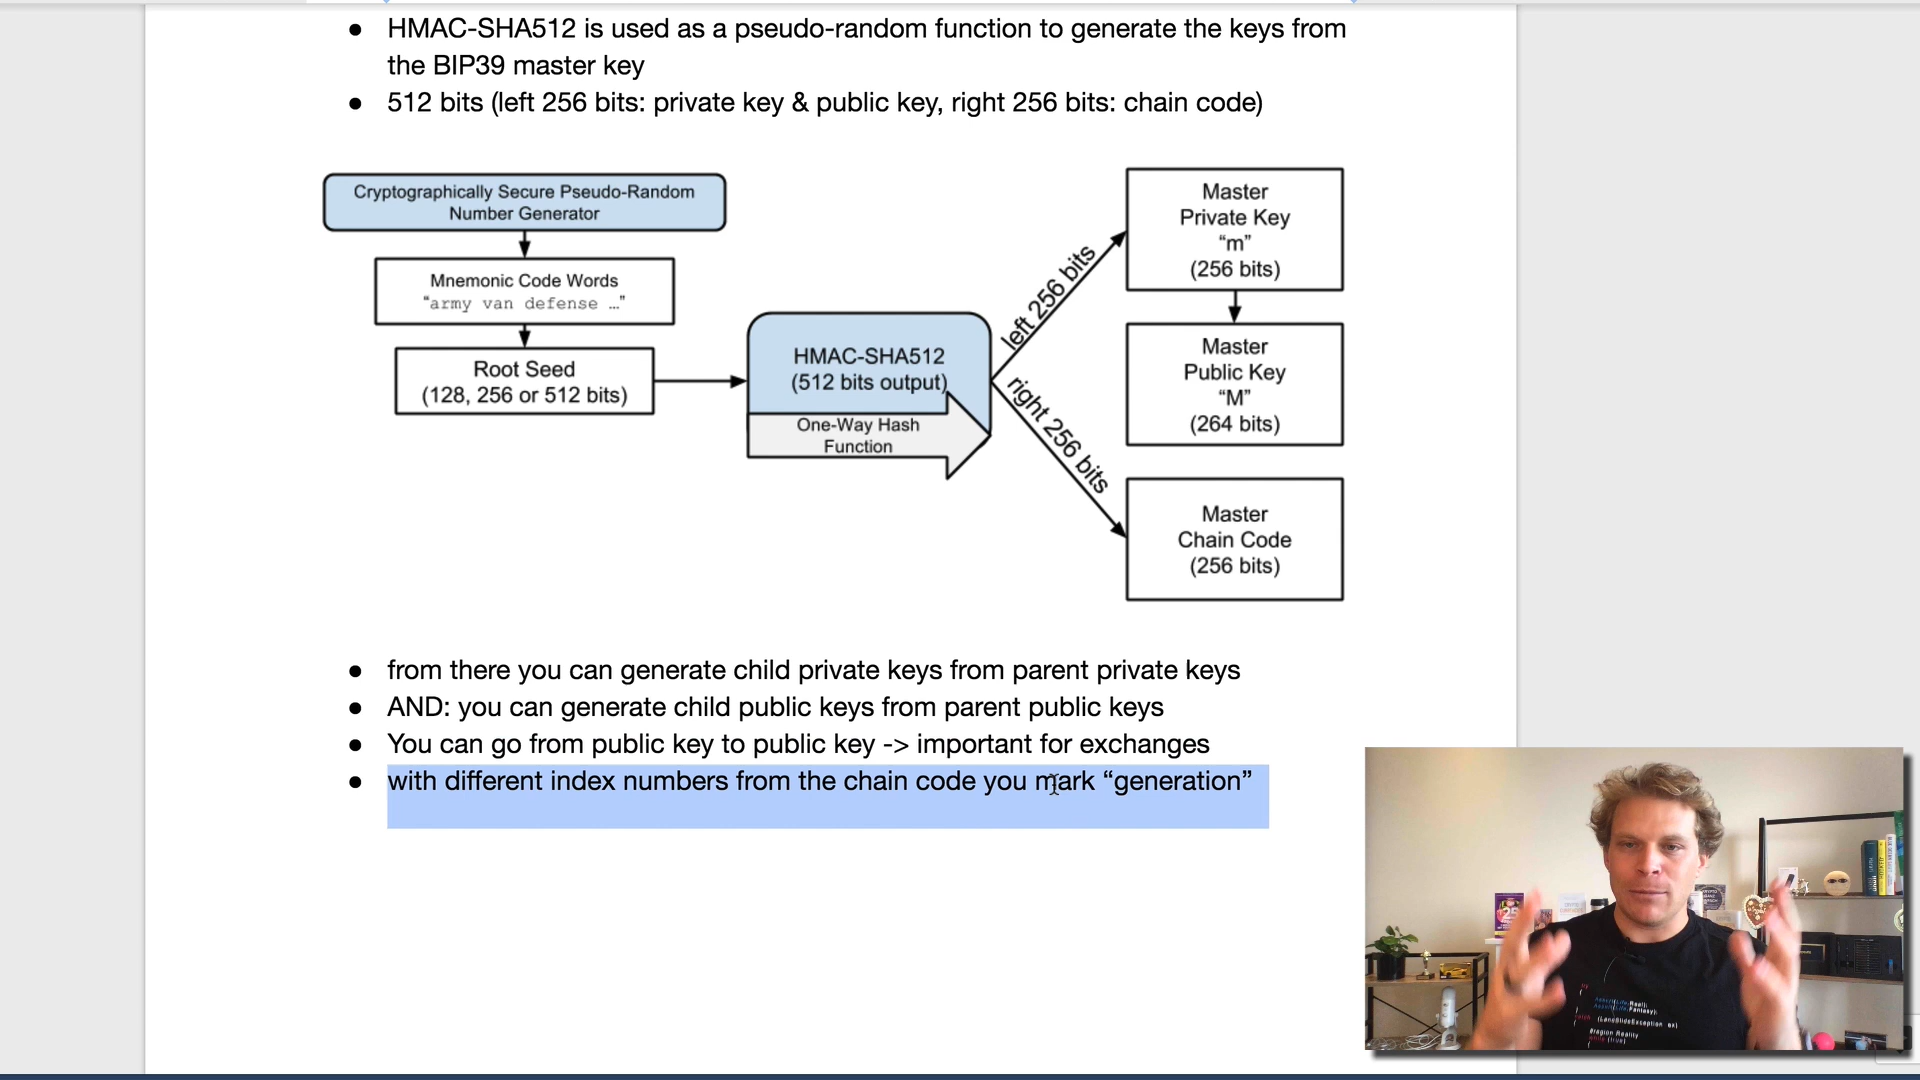 HMAC-SHA512 is used as a pseudo-random function to generate the keys from
the BIP39 master key
512 bits (left 256 bits: private key & public key, right 256 bits: chain code)
Cryptographically Secure Pseudo-Random
Number Generator
Mnemonic Code Words
“army van defense …”
Root Seed
(128, 256 or 512 bits)
HMAC-SHA512
(512 bits output)
One-Way Hash
Function
left 256 bits
right 256 bits
Master
Private Key
“m”
(256 bits)
Master
Public Key
“M”
(264 bits)
Master
Chain Code
(256 bits)
from there you can generate child private keys from parent private keys
AND: you can generate child public keys from parent public keys
You can go from public key to public key -> important for exchanges
with different index numbers from the chain code you mark “generation”
25
#region Reality